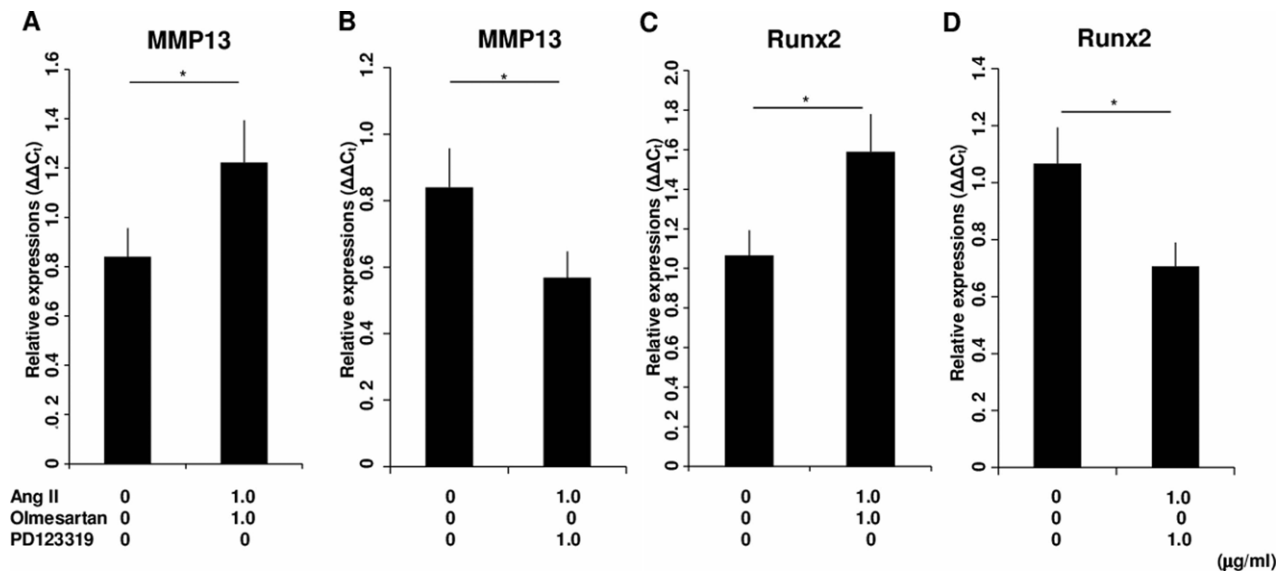 A
MMP13
Relative expressions (ΔΔCt)
1.6
1.4
1.2
1.0
0.8
0.6
0.4
0.2
0
*
B
MMP13
Relative expressions (ΔΔCt)
1.2
1.0
0.8
0.6
0.4
0.2
0
*
C
Runx2
Relative expressions (ΔΔCt)
2.0
1.8
1.6
1.4
1.2
1.0
0.8
0.6
0.4
0.2
0
*
D
Runx2
Relative expressions (ΔΔCt)
1.4
1.2
1.0
0.8
0.6
0.4
0.2
0
*
Ang II 0 1.0 0 1.0 0 1.0 0 1.0
Olmesartan 0 1.0 0 0 0 1.0 0 0
PD123319 0 0 0 1.0 0 0 0 1.0
(μg/ml)